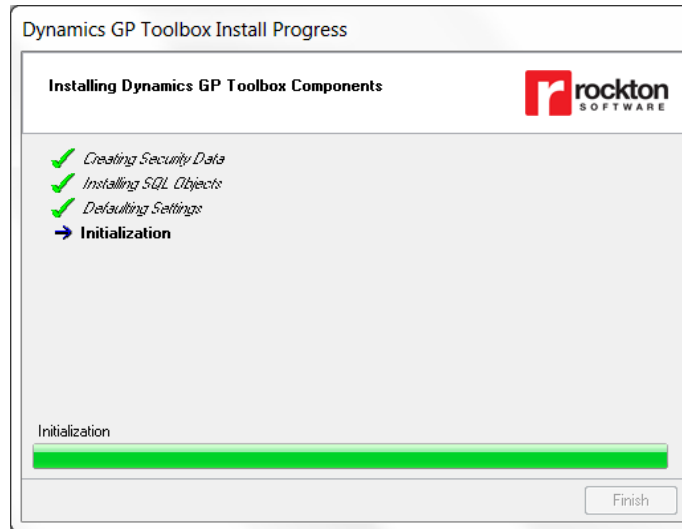 Dynamics GP Toolbox Install Progress
Installing Dynamics GP Toolbox Components
rockton
SOFTWARE
Creating Security Data
Installing SQL Objects
Defaulting Settings
Initialization
Initialization
Finish